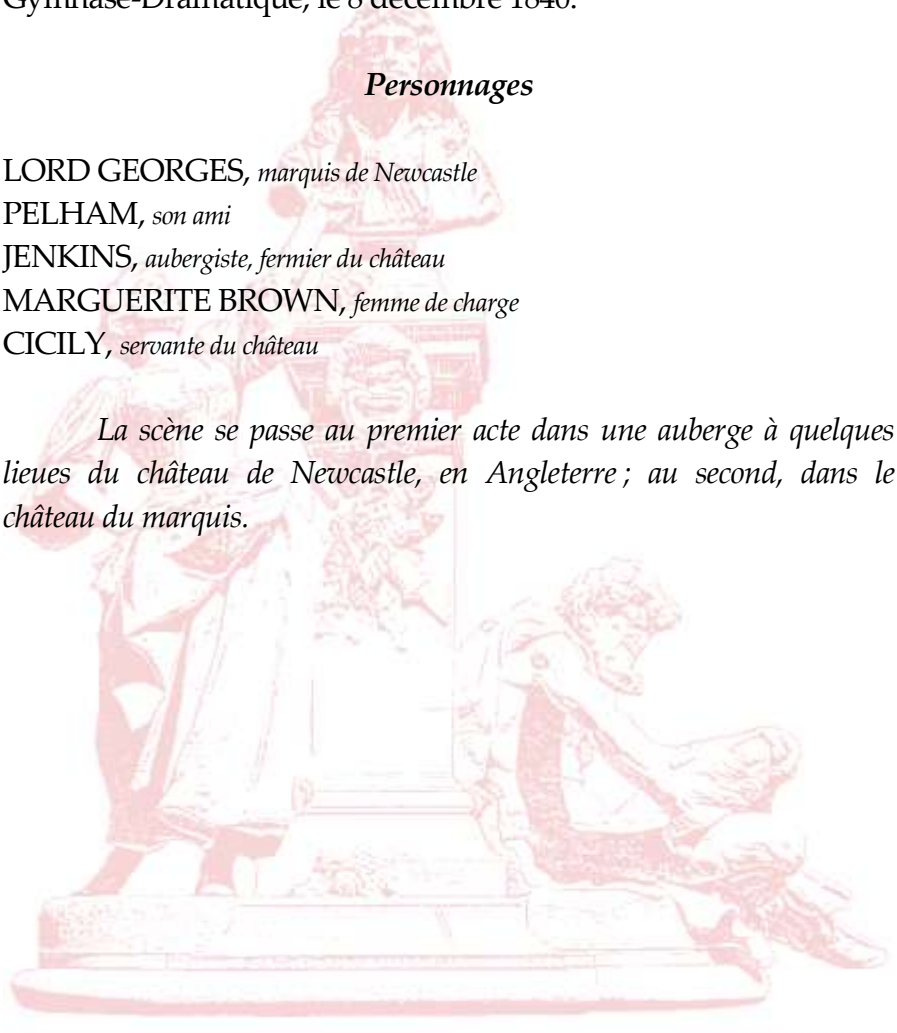 Gymnase-Dramatique, le 8 décembre 1840.
Personnages
LORD GEORGES, marquis de Newcastle
PELHAM, son ami
JENKINS, aubergiste, fermier du château
MARGUERITE BROWN, femme de charge
CICILY, servante du château
La scène se passe au premier acte dans une auberge à quelques
lieues du château de Newcastle, en Angleterre ; au second, dans le
château du marquis.